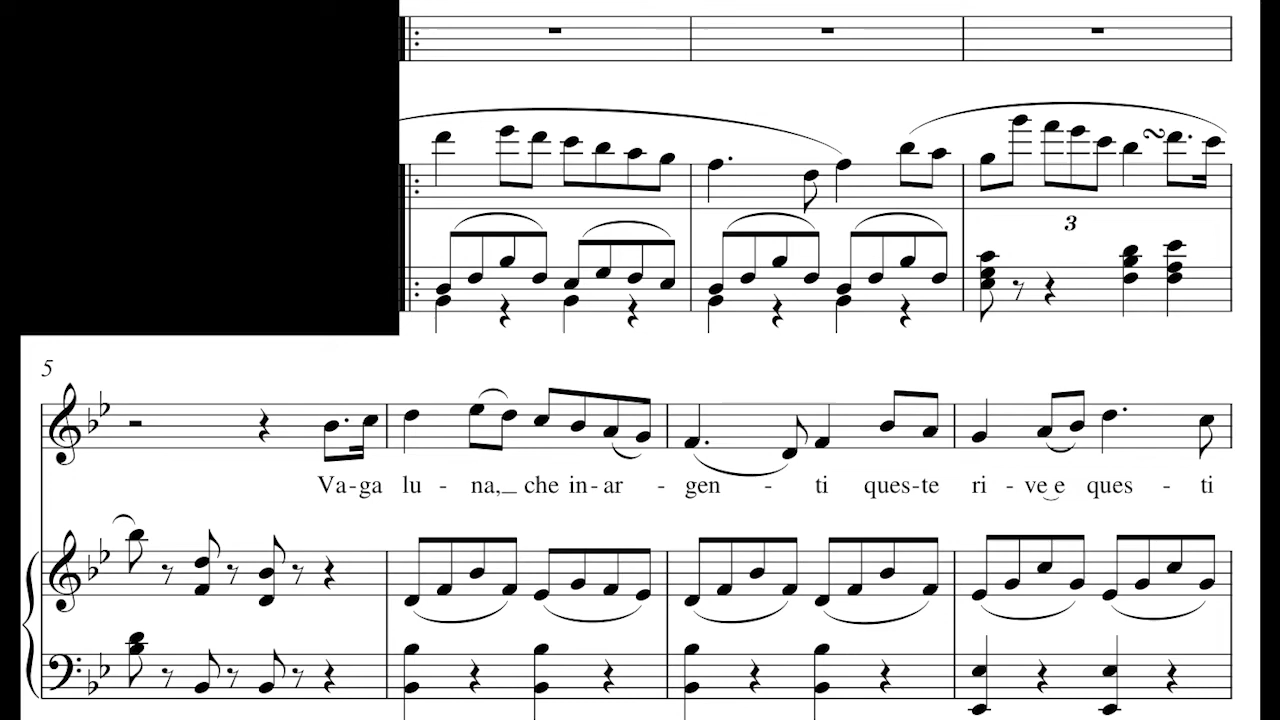 3
5
Va-ga lu - na, che in-ar - gen - ti ques-te ri - ve e ques - ti